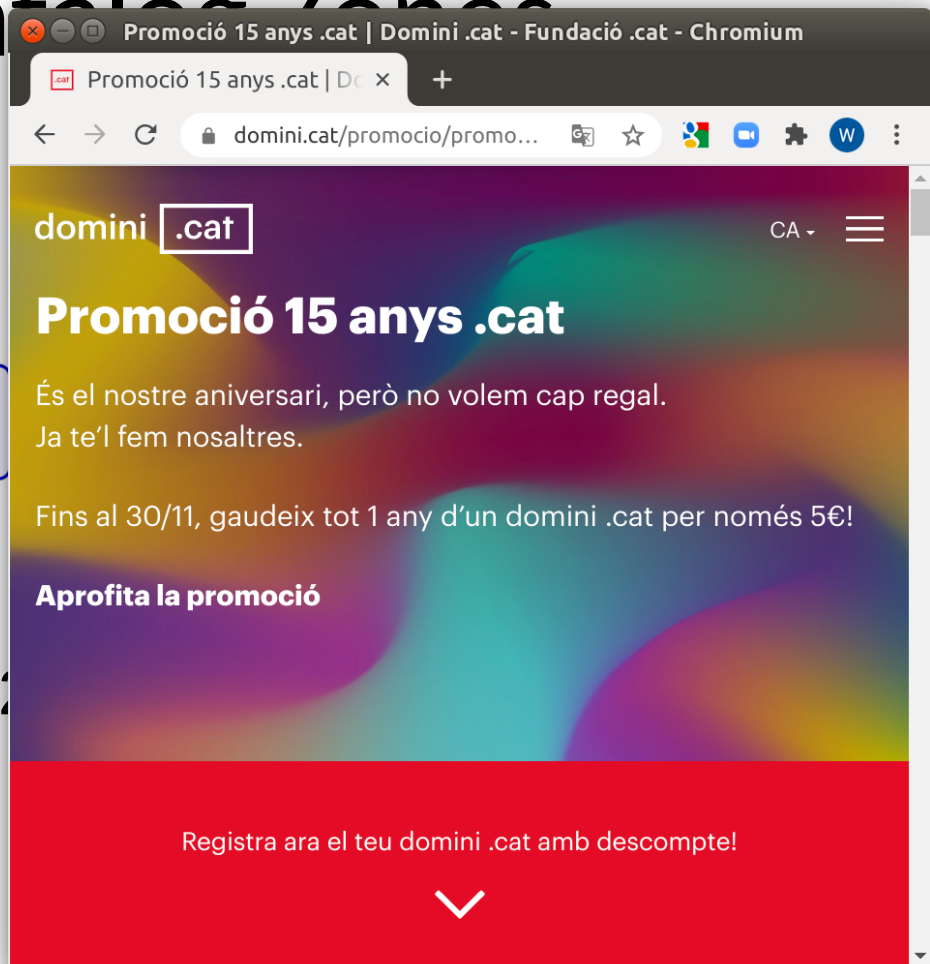 Promoció 15 anys .cat | Domini .cat - Fundació .cat - Chromium
.cat Promoció 15 anys .cat | Do
domini.cat/promocio/promo... W
domini .cat CA
Promoció 15 anys .cat
És el nostre aniversari, però no volem cap regal.
Ja te’l fem nosaltres.
Fins al 30/11, gaudeix tot 1 any d’un domini .cat per només 5€!
Aprofita la promoció
Registra ara el teu domini .cat amb descompte!